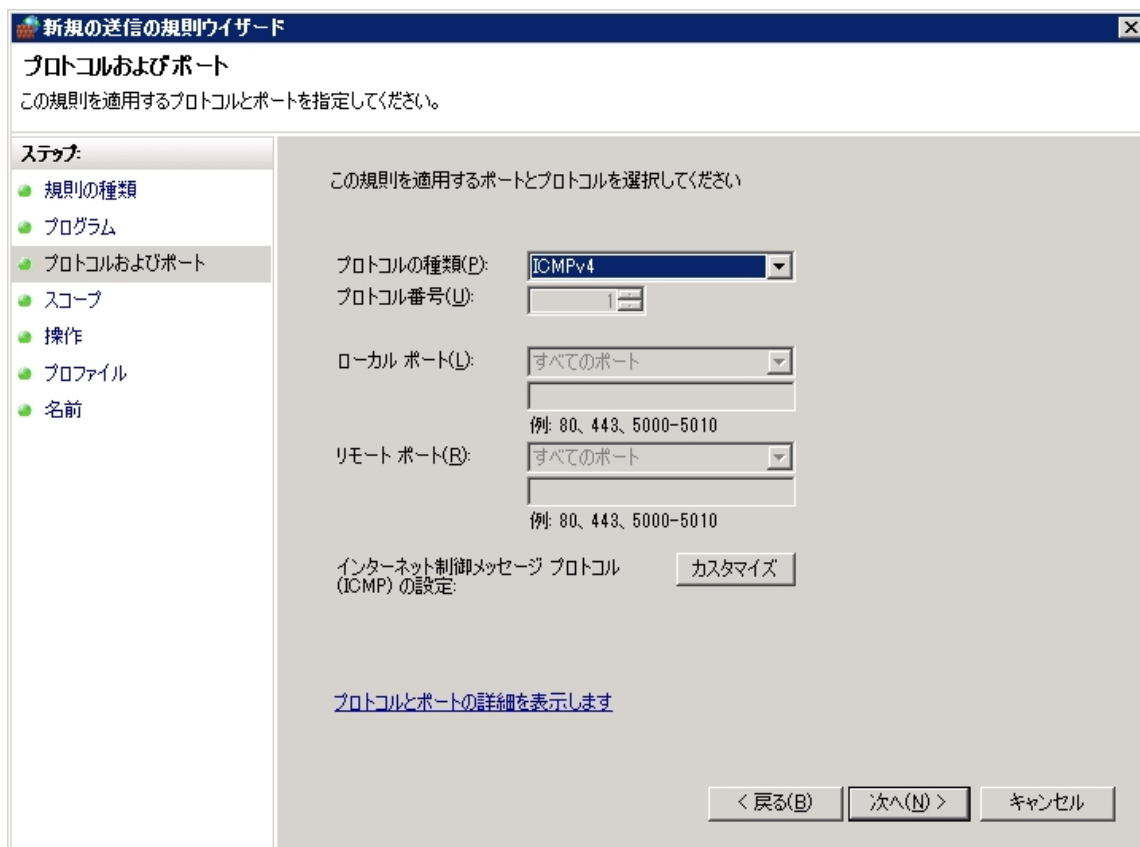 新規の送信の規則ウィザード
プロトコルおよびポート
この規則を適用するプロトコルとポートを指定してください。
ステップ:
規則の種類
プログラム
プロトコルおよびポート
スコープ
操作
プロファイル
名前
この規則を適用するポートとプロトコルを選択してください
プロトコルの種類(P): ICMPv4
プロトコル番号(U): 1
ローカル ポート(L): すべてのポート
例: 80、443、5000-5010
リモート ポート(R): すべてのポート
例: 80、443、5000-5010
インターネット制御メッセージ プロトコル
(ICMP) の設定: カスタマイズ
プロトコルとポートの詳細を表示します
< 戻る(B) 次へ(N) > キャンセル